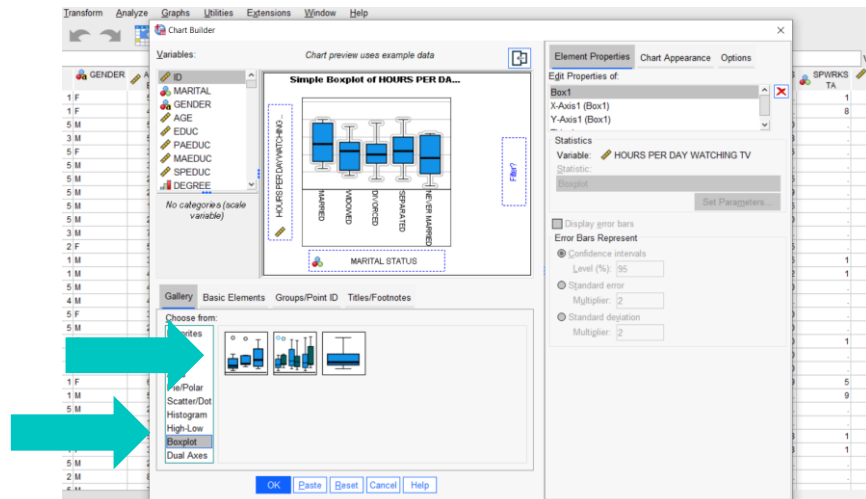 Transform Analyze Graphs Utilities Extensions Window Help
Chart Builder
Variables:
Chart preview uses example data
ID
MARITAL
GENDER
AGE
EDUC
PAEDUC
MAEDUC
SPEDUC
DEGREE
No categories (scale
variable)
Simple Boxplot of HOURS PER DA...
HOURS PER DAY WATCHING ...
MARRIED
WIDOWED
DIVORCED
SEPARATED
NEVER MARRIED
MARITAL STATUS
Filter?
Gallery Basic Elements Groups/Point ID Titles/Footnotes
Choose from:
Pie/Polar
Scatter/Dot
Histogram
High-Low
Boxplot
Dual Axes
OK Paste Reset Cancel Help
Element Properties Chart Appearance Options
Edit Properties of:
Box1
X-Axis1 (Box1)
Y-Axis1 (Box1)
Statistics
Variable: HOURS PER DAY WATCHING TV
Statistic:
Boxplot
Set Parameters...
Display error bars
Error Bars Represent
Confidence intervals
Level (%): 95
Standard error
Multiplier: 2
Standard deviation
Multiplier: 2
GENDER
1 F
1 F
5 M
3 M
5 F
5 M
5 M
5 M
5 M
5 M
3 M
2 F
1 M
1 M
5 M
4 M
5 F
5 M
1 F
1 M
5 M
5 M
2 M
SPWRKS
TA
1
8
1
1
1
5
9
1
1